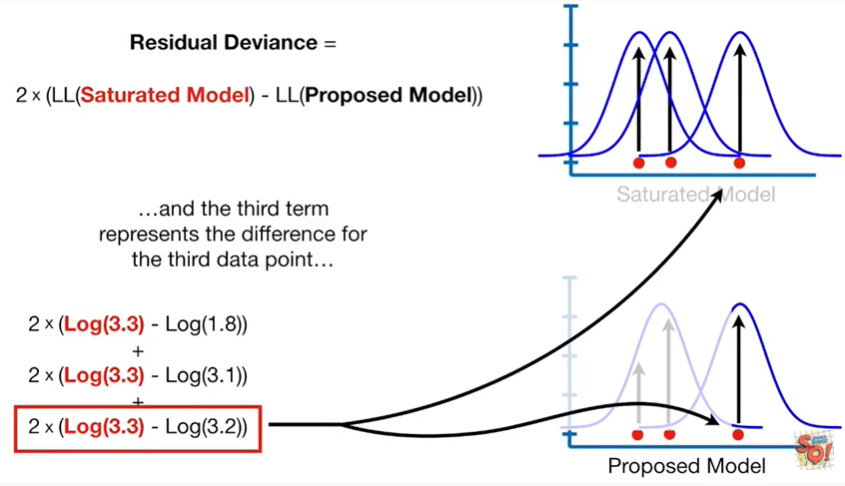 Residual Deviance =
2 × (LL(Saturated Model) - LL(Proposed Model))
Saturated Model
…and the third term
represents the difference for
the third data point…
2 × (Log(3.3) - Log(1.8))
+
2 × (Log(3.3) - Log(3.1))
+
2 × (Log(3.3) - Log(3.2))
Proposed Model
SQ!